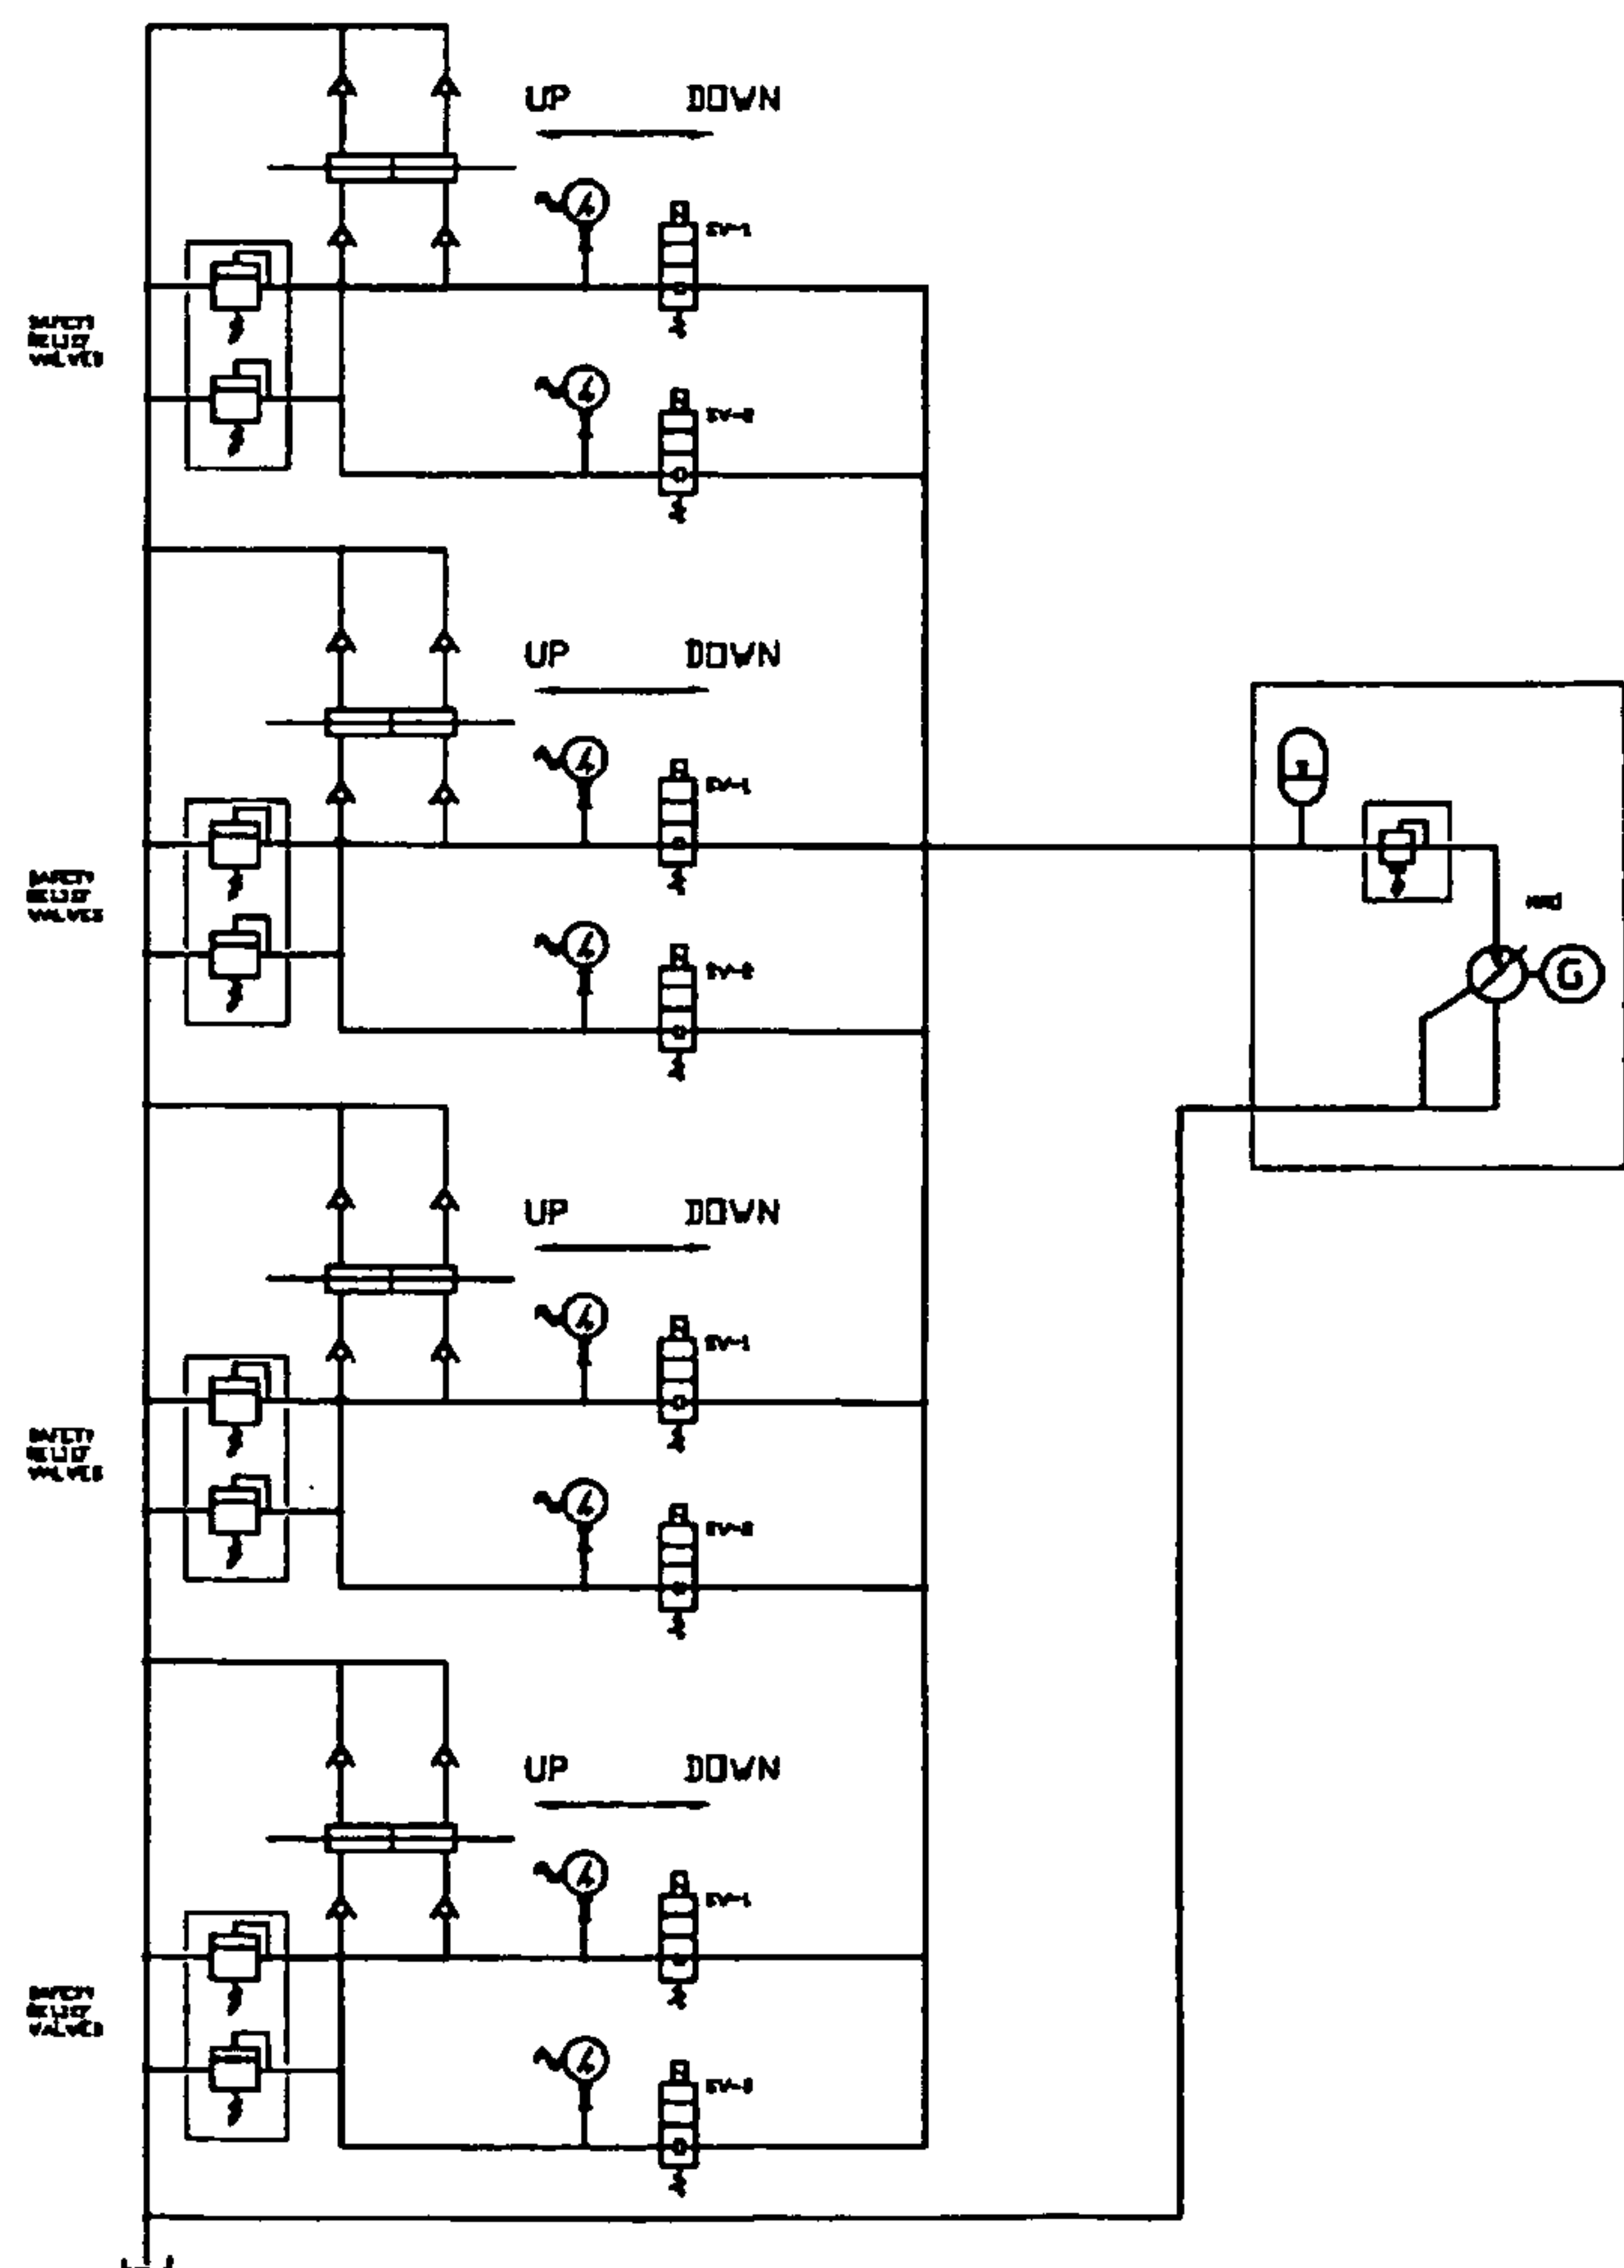 UP DOWN
SV-1
SAFETY
RELIEF
VALVES
SV-2
UP DOWN
SV-1
SAFETY
RELIEF
VALVES
SV-2
G
UP DOWN
SV-1
SAFETY
RELIEF
VALVES
SV-2
UP DOWN
SV-1
SAFETY
RELIEF
VALVES
SV-2